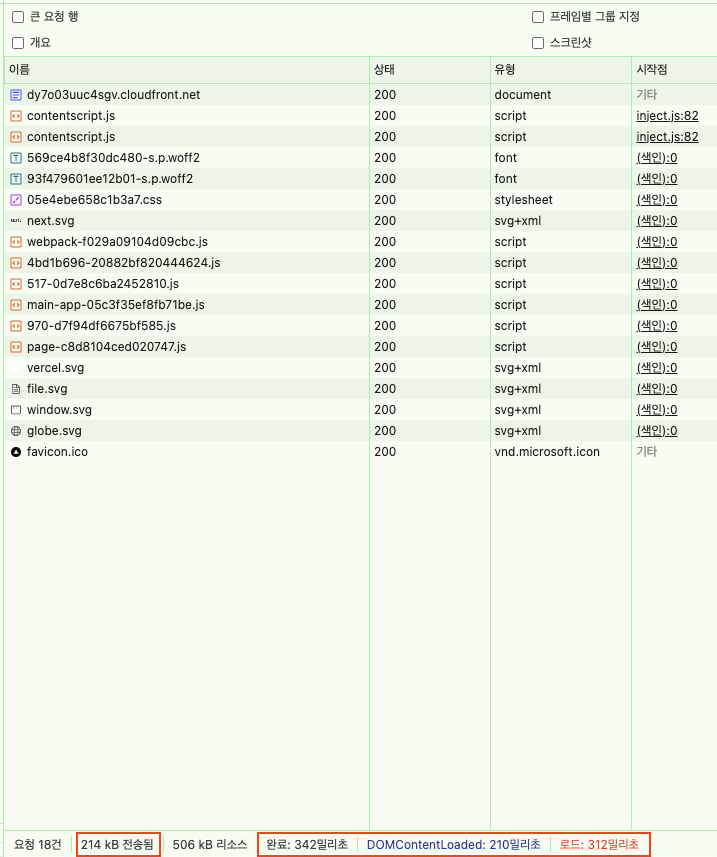 큰 요청 행 프레임별 그룹 지정
개요 스크린샷
이름 상태 유형 시작점
dy7o03uuc4sgv.cloudfront.net 200 document 기타
contentscript.js 200 script inject.js:82
contentscript.js 200 script inject.js:82
569ce4b8f30dc480-s.p.woff2 200 font (색인):0
93f479601ee12b01-s.p.woff2 200 font (색인):0
05e4ebe658c1b3a7.css 200 stylesheet (색인):0
next.svg 200 svg+xml (색인):0
webpack-f029a09104d09cbc.js 200 script (색인):0
4bd1b696-20882bf820444624.js 200 script (색인):0
517-0d7e8c6ba2452810.js 200 script (색인):0
main-app-05c3f35ef8fb71be.js 200 script (색인):0
970-d7f94df6675bf585.js 200 script (색인):0
page-c8d8104ced020747.js 200 script (색인):0
vercel.svg 200 svg+xml (색인):0
file.svg 200 svg+xml (색인):0
window.svg 200 svg+xml (색인):0
globe.svg 200 svg+xml (색인):0
favicon.ico 200 vnd.microsoft.icon 기타
요청 18건 214 kB 전송됨 506 kB 리소스 완료: 342밀리초 DOMContentLoaded: 210밀리초 로드: 312밀리초